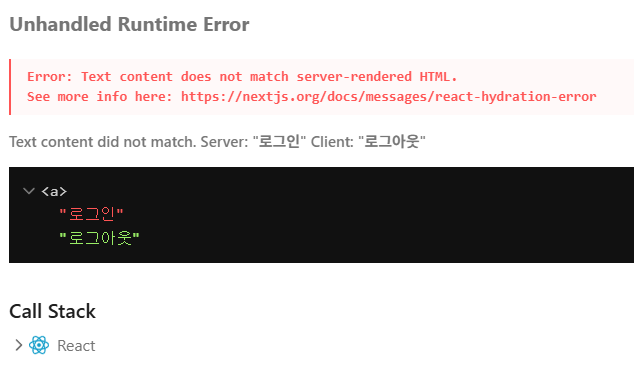 Unhandled Runtime Error
Error: Text content does not match server-rendered HTML.
See more info here: https://nextjs.org/docs/messages/react-hydration-error
Text content did not match. Server: "로그인" Client: "로그아웃"
<a>
"로그인"
"로그아웃"
Call Stack
React